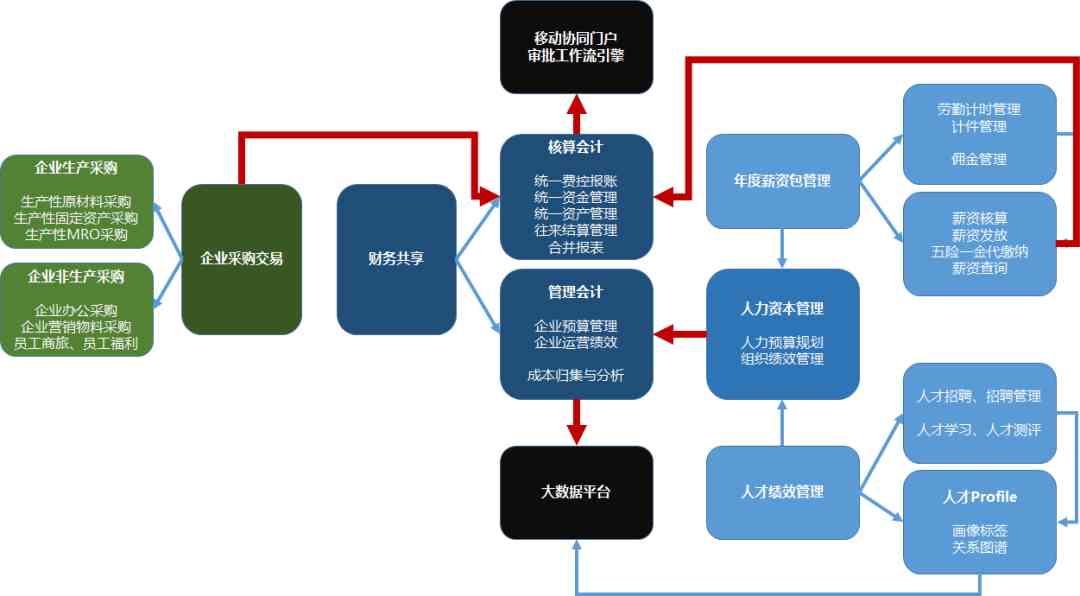 移动协同门户
审批工作流引擎
企业生产采购
生产性原材料采购
生产性固定资产采购
生产性MRO采购
企业非生产采购
企业办公采购
企业营销物料采购
员工商旅、员工福利
企业采购交易
财务共享
核算会计
统一费控报账
统一资金管理
统一资产管理
往来结算管理
合并报表
管理会计
企业预算管理
企业运营绩效
成本归集与分析
大数据平台
年度薪资包管理
人力资本管理
人力预算规划
组织绩效管理
人才绩效管理
劳勤计时管理
计件管理
佣金管理
薪资核算
薪资发放
五险一金代缴纳
薪资查询
人才招聘、招聘管理
人才学习、人才测评
人才Profile
画像标签
关系图谱